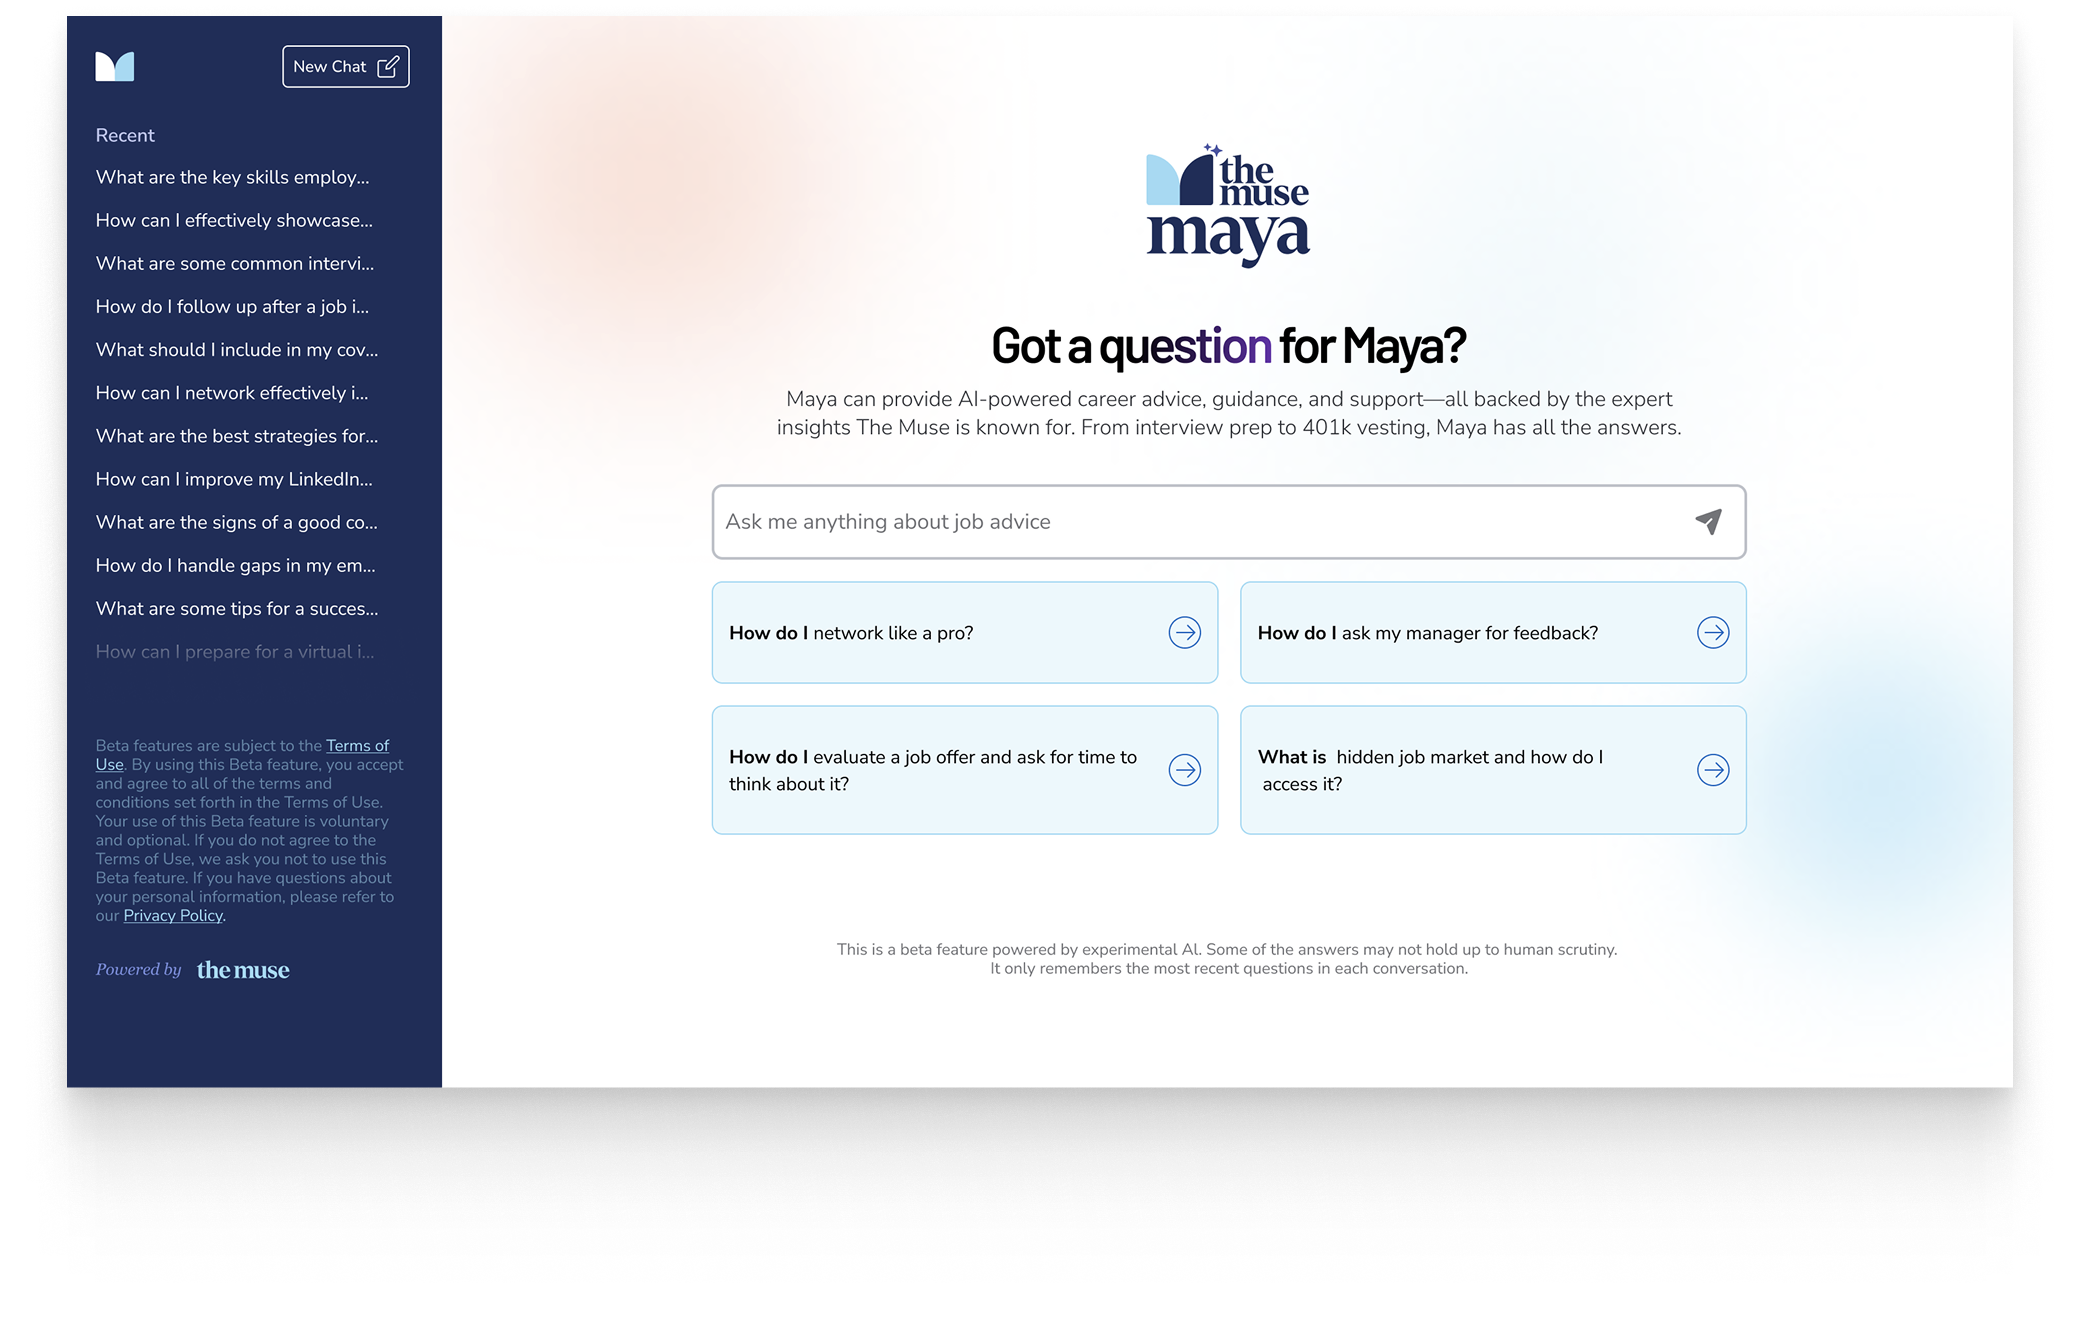 New Chat
Recent
What are the key skills employ...
How can I effectively showcase...
What are some common intervi...
How do I follow up after a job i...
What should I include in my cov...
How can I network effectively i...
What are the best strategies for...
How can I improve my LinkedIn...
What are the signs of a good co...
How do I handle gaps in my em...
What are some tips for a succes...
How can I prepare for a virtual i...
Beta features are subject to the Terms of
Use. By using this Beta feature, you accept
and agree to all of the terms and
conditions set forth in the Terms of Use.
Your use of this Beta feature is voluntary
and optional. If you do not agree to the
Terms of Use, we ask you not to use this
Beta feature. If you have questions about
your personal information, please refer to
our Privacy Policy.
Powered by the muse
the
muse
maya
Got a question for Maya?
Maya can provide AI-powered career advice, guidance, and support—all backed by the expert
insights The Muse is known for. From interview prep to 401k vesting, Maya has all the answers.
Ask me anything about job advice
How do I network like a pro?
How do I ask my manager for feedback?
How do I evaluate a job offer and ask for time to
think about it?
What is hidden job market and how do I
access it?
This is a beta feature powered by experimental AI. Some of the answers may not hold up to human scrutiny.
It only remembers the most recent questions in each conversation.